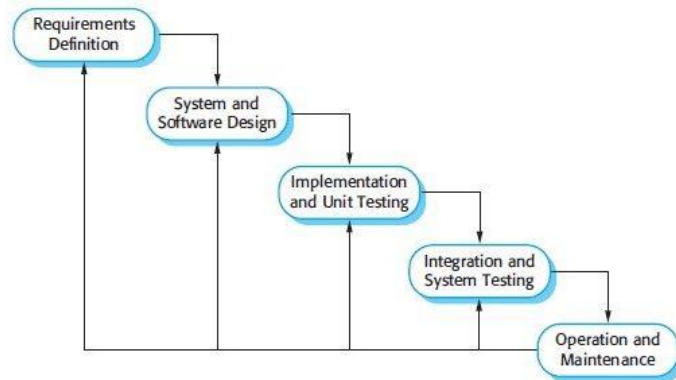 Requirements
Definition
System and
Software Design
Implementation
and Unit Testing
Integration and
System Testing
Operation and
Maintenance